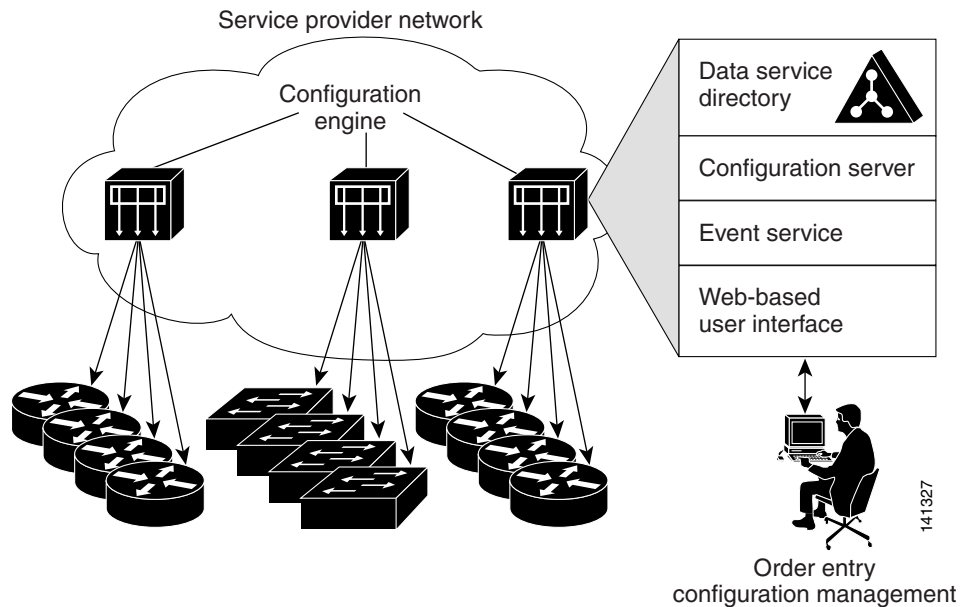 Service provider network
Configuration
engine
Data service
directory
Configuration server
Event service
Web-based
user interface
141327
Order entry
configuration management